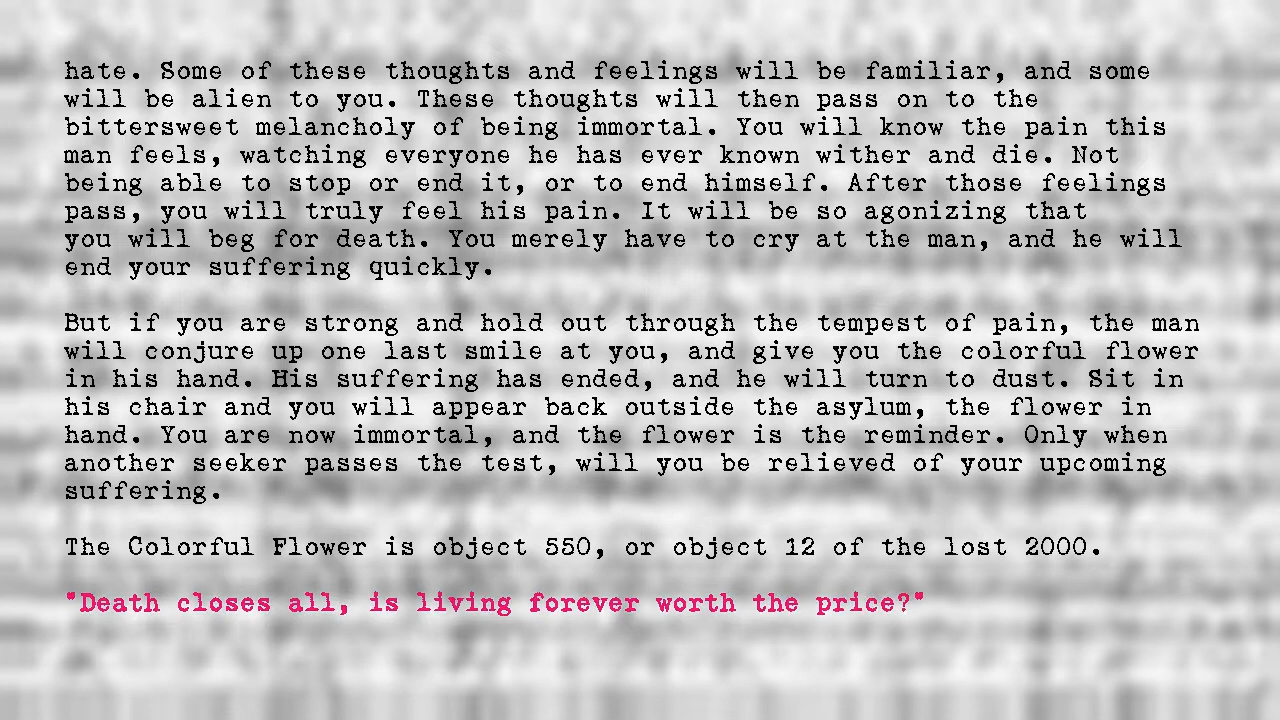 hate. Some of these thoughts and feelings will be familiar, and some
will be alien to you. These thoughts will then pass on to the
bittersweet melancholy of being immortal. You will know the pain this
man feels, watching everyone he has ever known wither and die. Not
being able to stop or end it, or to end himself. After those feelings
pass, you will truly feel his pain. It will be so agonizing that
you will beg for death. You merely have to cry at the man, and he will
end your suffering quickly.
But if you are strong and hold out through the tempest of pain, the man
will conjure up one last smile at you, and give you the colorful flower
in his hand. His suffering has ended, and he will turn to dust. Sit in
his chair and you will appear back outside the asylum, the flower in
hand. You are now immortal, and the flower is the reminder. Only when
another seeker passes the test, will you be relieved of your upcoming
suffering.
The Colorful Flower is object 550, or object 12 of the lost 2000.
"Death closes all, is living forever worth the price?"